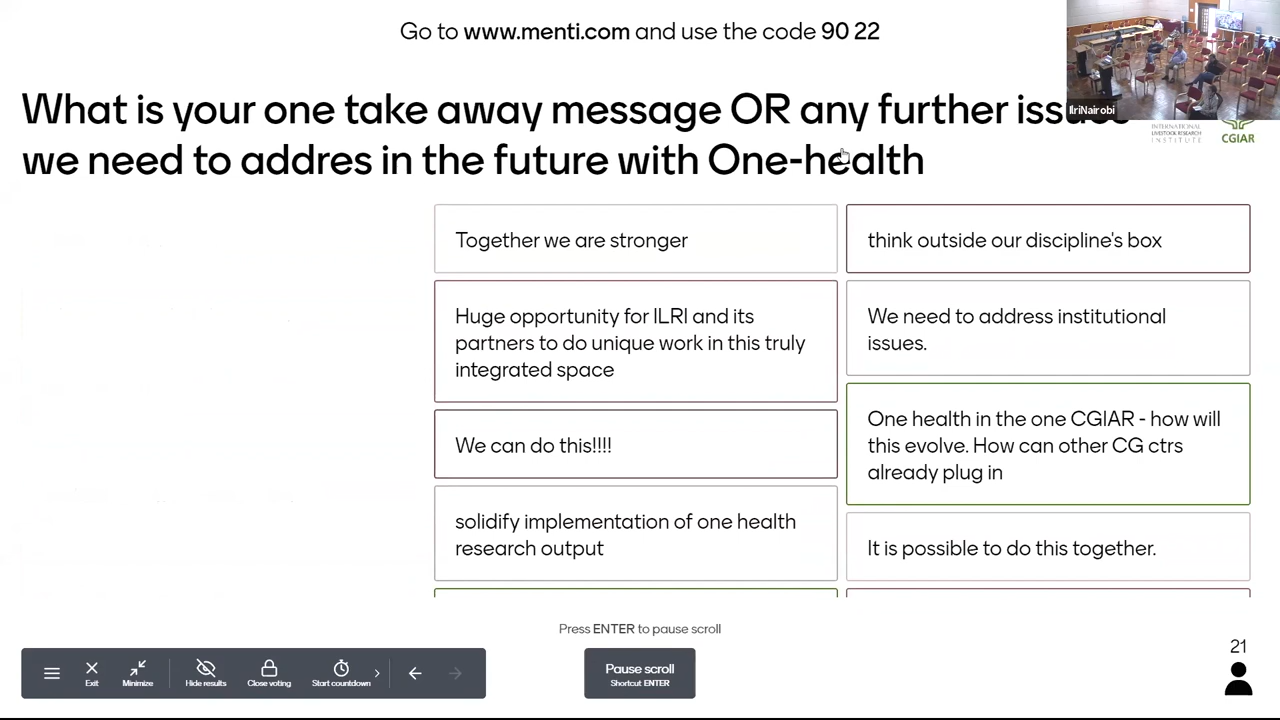 Go to www.menti.com and use the code 90 22
IlriNairobi
What is your one take away message OR any further issues
we need to addres in the future with One-health
INTERNATIONAL
LIVESTOCK RESEARCH
INSTITUTE
CGIAR
Together we are stronger
think outside our discipline's box
Huge opportunity for ILRI and its
partners to do unique work in this truly
integrated space
We need to address institutional
issues.
We can do this!!!!
One health in the one CGIAR - how will
this evolve. How can other CG ctrs
already plug in
solidify implementation of one health
research output
It is possible to do this together.
Press ENTER to pause scroll
Exit
Minimize
Hide results
Close voting
Start countdown
Pause scroll
Shortcut ENTER
21